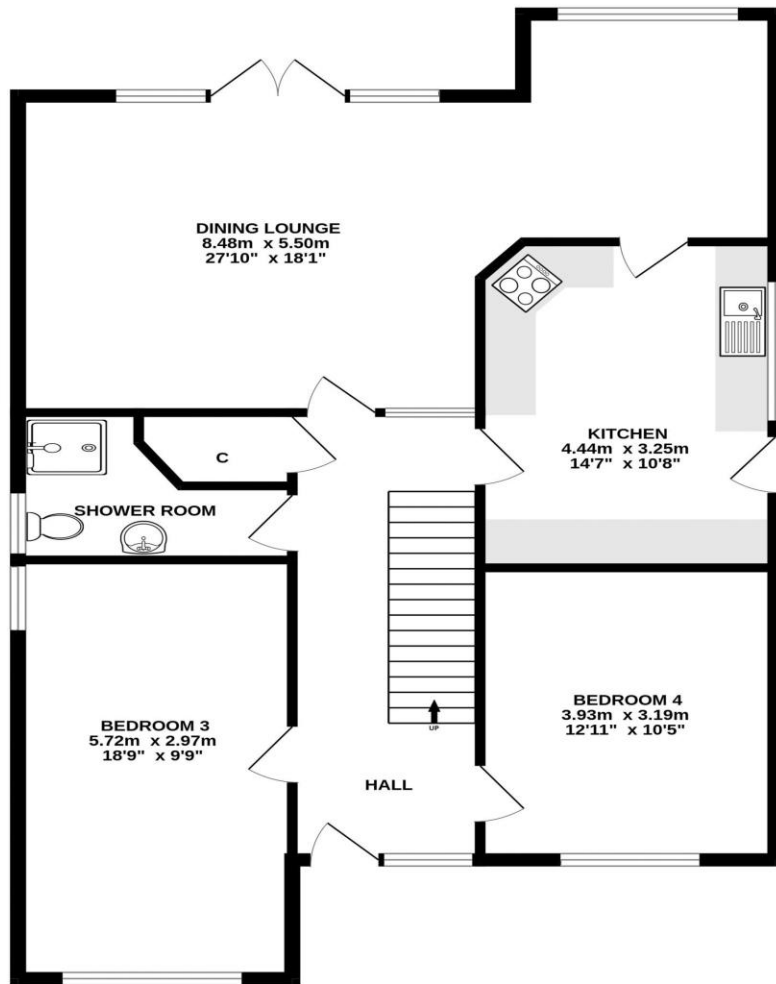 DINING LOUNGE
8.48m x 5.50m
27'10" x 18'1"
KITCHEN
4.44m x 3.25m
14'7" x 10'8"
C
SHOWER ROOM
BEDROOM 3
5.72m x 2.97m
18'9" x 9'9"
BEDROOM 4
3.93m x 3.19m
12'11" x 10'5"
UP
HALL